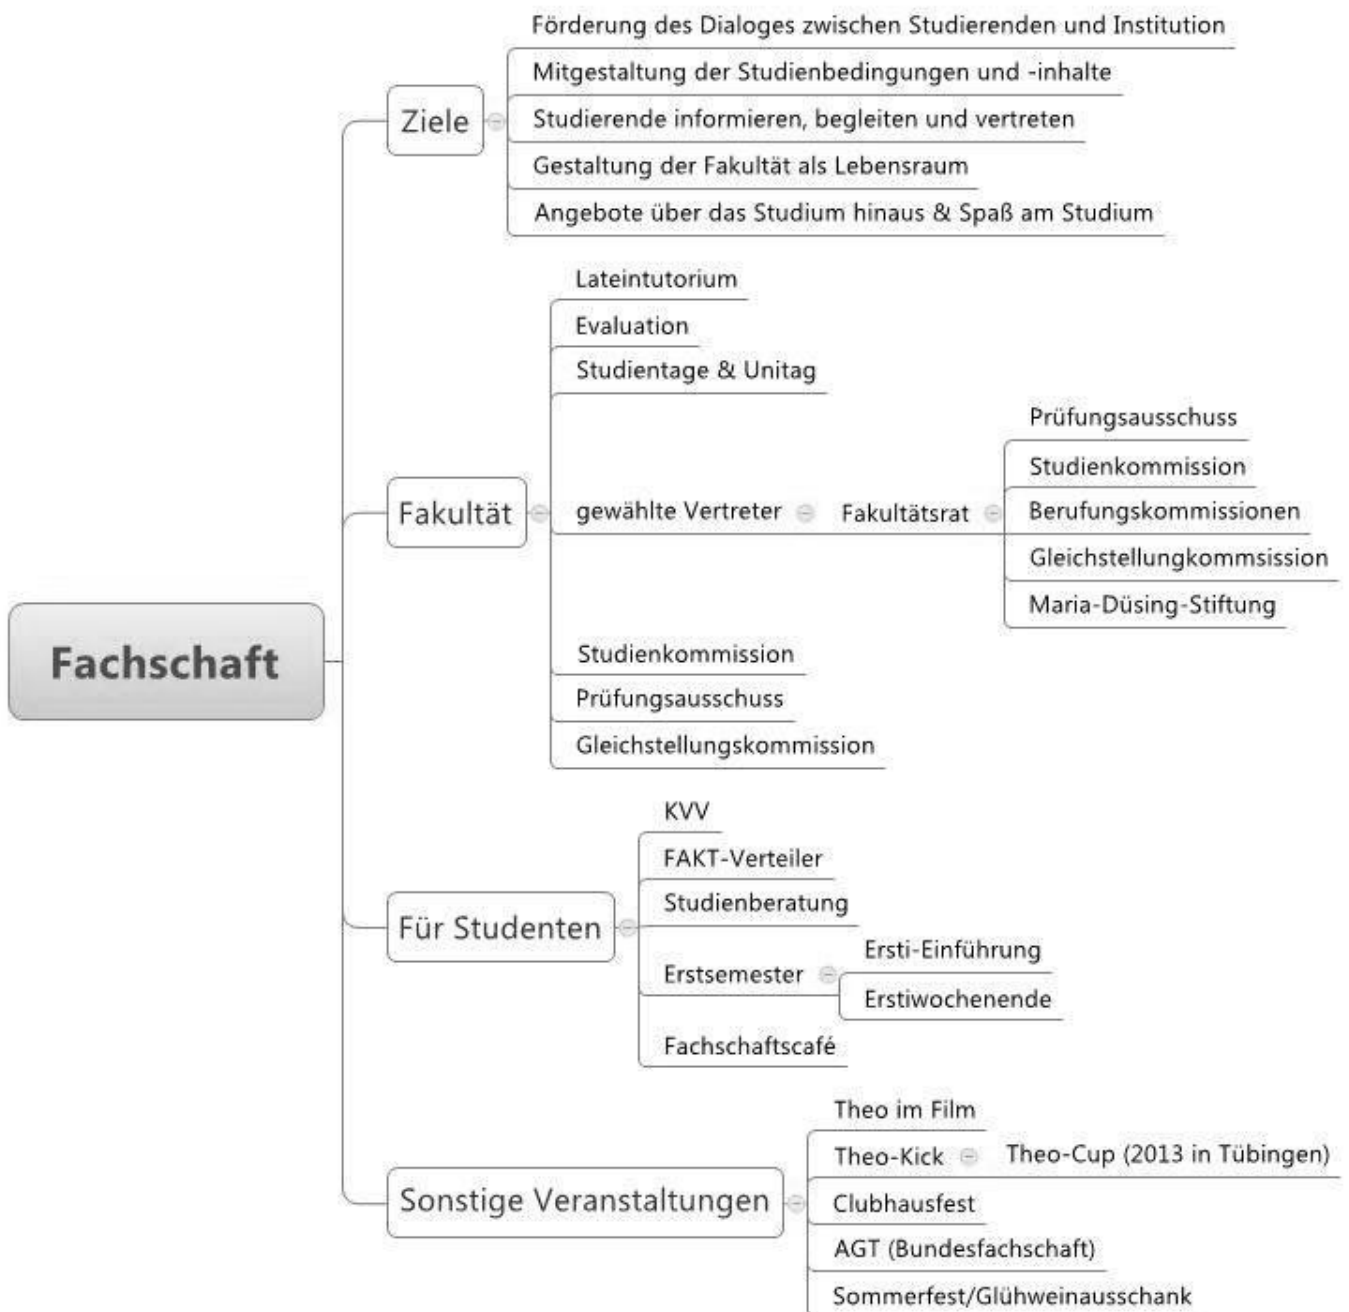 Förderung des Dialoges zwischen Studierenden und Institution
Mitgestaltung der Studienbedingungen und -inhalte
Ziele
Studierende informieren, begleiten und vertreten
Gestaltung der Fakultät als Lebensraum
Angebote über das Studium hinaus & Spaß am Studium
Lateintutorium
Evaluation
Studientage & Unitag
Prüfungsausschuss
Studienkommission
Fakultät
gewählte Vertreter
Fakultätsrat
Berufungskommissionen
Gleichstellungkommsission
Maria-Düsing-Stiftung
Fachschaft
Studienkommission
Prüfungsausschuss
Gleichstellungskommission
KVV
FAKT-Verteiler
Studienberatung
Für Studenten
Erstsemester
Ersti-Einführung
Erstiwochenende
Fachschaftscafé
Theo im Film
Theo-Kick
Theo-Cup (2013 in Tübingen)
Sonstige Veranstaltungen
Clubhausfest
AGT (Bundesfachschaft)
Sommerfest/Glühweinausschank